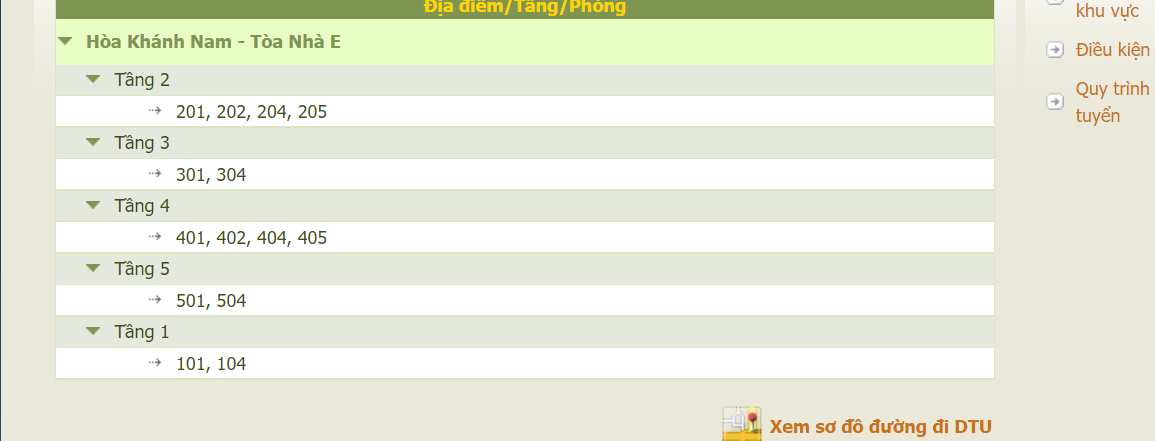 Địa điểm/Tầng/Phòng
Hòa Khánh Nam - Tòa Nhà E
Tầng 2
201, 202, 204, 205
Tầng 3
301, 304
Tầng 4
401, 402, 404, 405
Tầng 5
501, 504
Tầng 1
101, 104
Xem sơ đồ đường đi DTU
khu vực
Điều kiện
Quy trình
tuyển